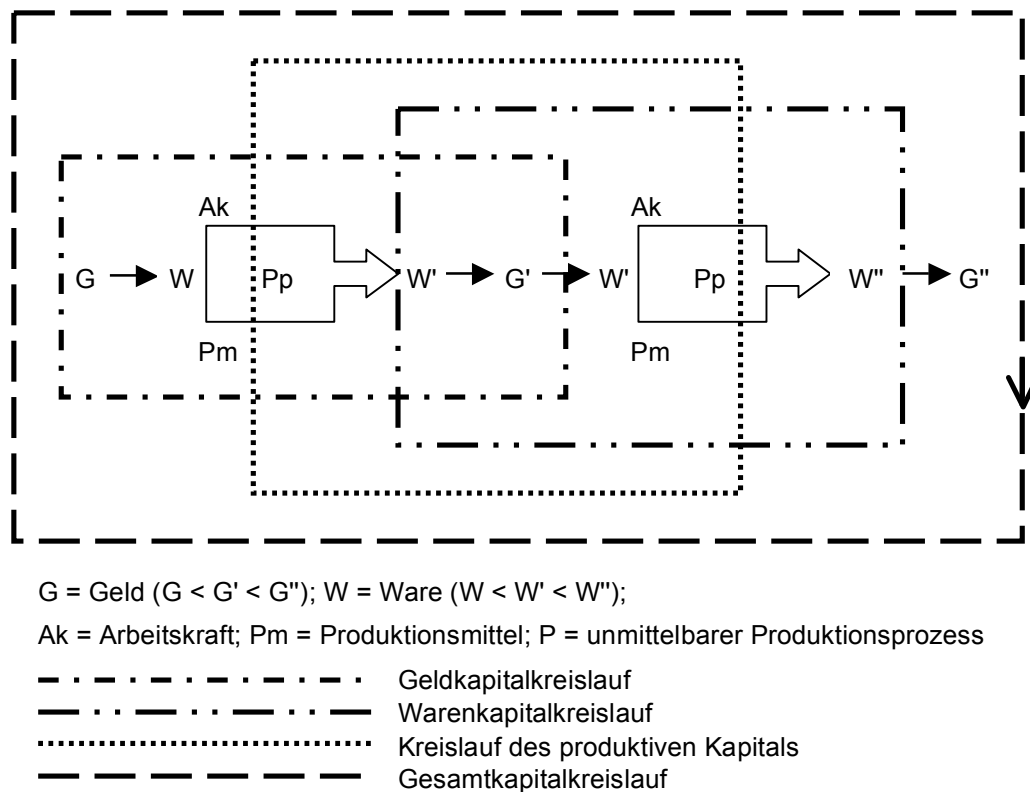 Ak Ak
G W Pp W' G' W' Pp W'' G''
Pm Pm
G = Geld (G < G' < G''); W = Ware (W < W' < W'');
Ak = Arbeitskraft; Pm = Produktionsmittel; P = unmittelbarer Produktionsprozess
Geldkapitalkreislauf
Warenkapitalkreislauf
Kreislauf des produktiven Kapitals
Gesamtkapitalkreislauf